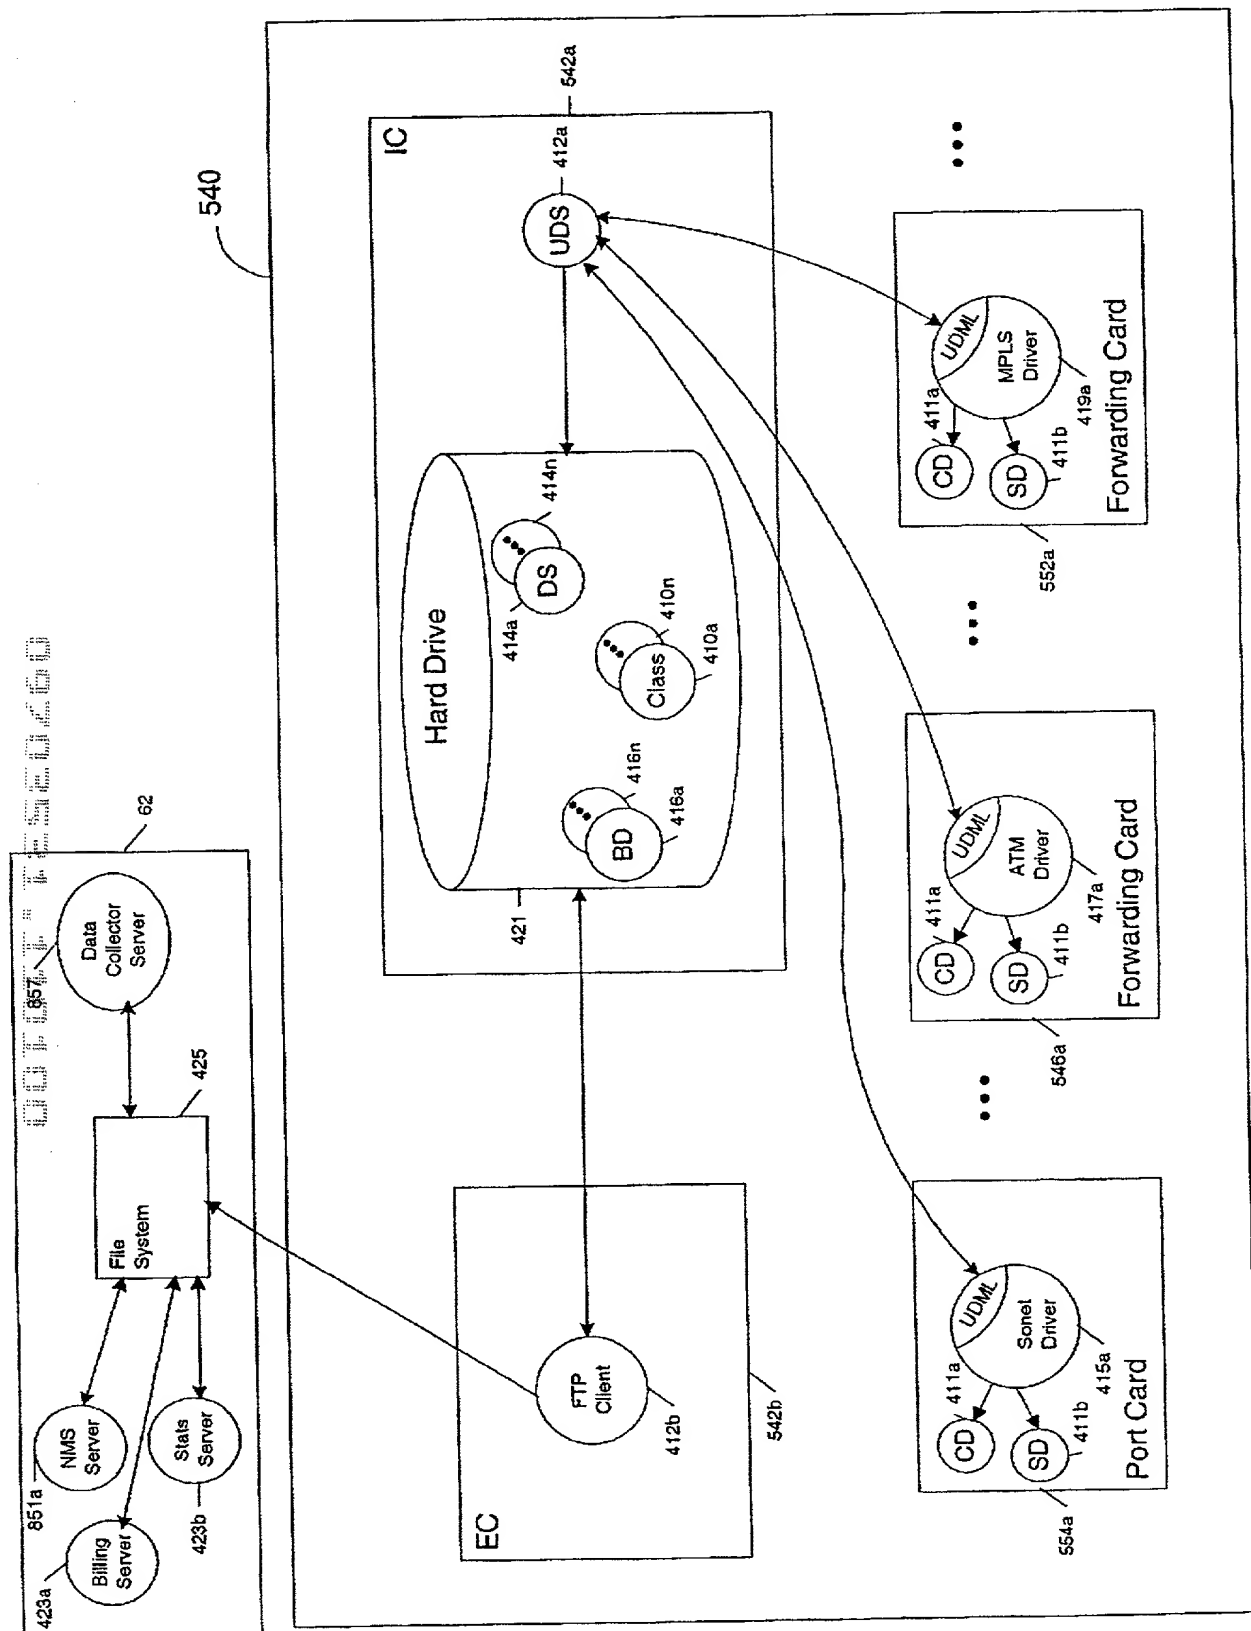 62
857
Data
Collector
Server
425
File
System
851a
NMS
Server
423a
Billing
Server
Stats
Server
423b
540
542a
IC
412a
UDS
Hard Drive
421
414n
DS
414a
410n
Class
410a
416n
BD
416a
EC
FTP
Client
412b
542b
UDML
Sonet
Driver
411a
CD
SD
411b
415a
Port Card
554a
UDML
ATM
Driver
411a
CD
SD
411b
417a
Forwarding Card
546a
UDML
MPLS
Driver
411a
CD
SD
411b
419a
Forwarding Card
552a